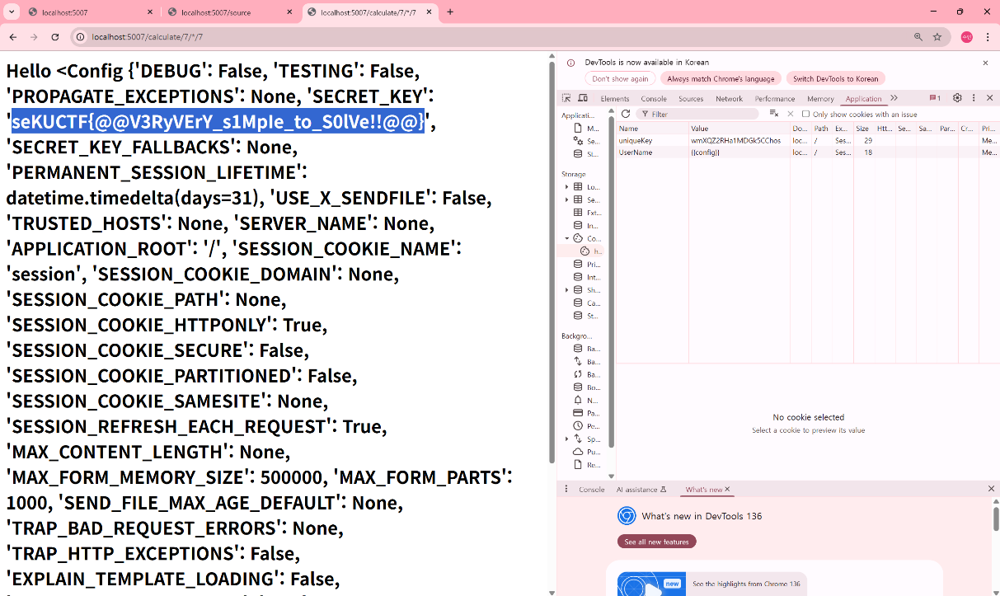 localhost:5007
localhost:5007/source
localhost:5007/calculate/7/*/7
localhost:5007/calculate/7/*/7
수민
Hello <Config {'DEBUG': False, 'TESTING': False,
'PROPAGATE_EXCEPTIONS': None, 'SECRET_KEY':
'seKUCTF{@@V3RyVErY_s1MpIe_to_S0lVe!!@@}',
'SECRET_KEY_FALLBACKS': None,
'PERMANENT_SESSION_LIFETIME':
datetime.timedelta(days=31), 'USE_X_SENDFILE': False,
'TRUSTED_HOSTS': None, 'SERVER_NAME': None,
'APPLICATION_ROOT': '/', 'SESSION_COOKIE_NAME':
'session', 'SESSION_COOKIE_DOMAIN': None,
'SESSION_COOKIE_PATH': None,
'SESSION_COOKIE_HTTPONLY': True,
'SESSION_COOKIE_SECURE': False,
'SESSION_COOKIE_PARTITIONED': False,
'SESSION_COOKIE_SAMESITE': None,
'SESSION_REFRESH_EACH_REQUEST': True,
'MAX_CONTENT_LENGTH': None,
'MAX_FORM_MEMORY_SIZE': 500000, 'MAX_FORM_PARTS':
1000, 'SEND_FILE_MAX_AGE_DEFAULT': None,
'TRAP_BAD_REQUEST_ERRORS': None,
'TRAP_HTTP_EXCEPTIONS': False,
'EXPLAIN_TEMPLATE_LOADING': False,
DevTools is now available in Korean
Don't show again
Always match Chrome's language
Switch DevTools to Korean
Elements Console Sources Network Performance Memory Application 1
Applicati...
M...
Se...
St...
Storage
Lo...
Se...
Ext...
In...
Co...
h...
Pri...
Int...
Sh...
Ca...
St...
Backgro...
Ba...
Ba...
Ba...
Bo...
N...
Pa...
Pe...
Sp...
Pu...
Re...
Filter
Only show cookies with an issue
Name Value Do... Path Ex... Size Htt... Se... Sa... Par... Cr... Pri...
uniqueKey wmXQZ2RHa1MDGk5CChos loc... / Ses... 29 Me...
UserName {{config}} loc... / Ses... 18 Me...
No cookie selected
Select a cookie to preview its value
Console AI assistance What's new
What's new in DevTools 136
See all new features
new
See the highlights from Chrome 136